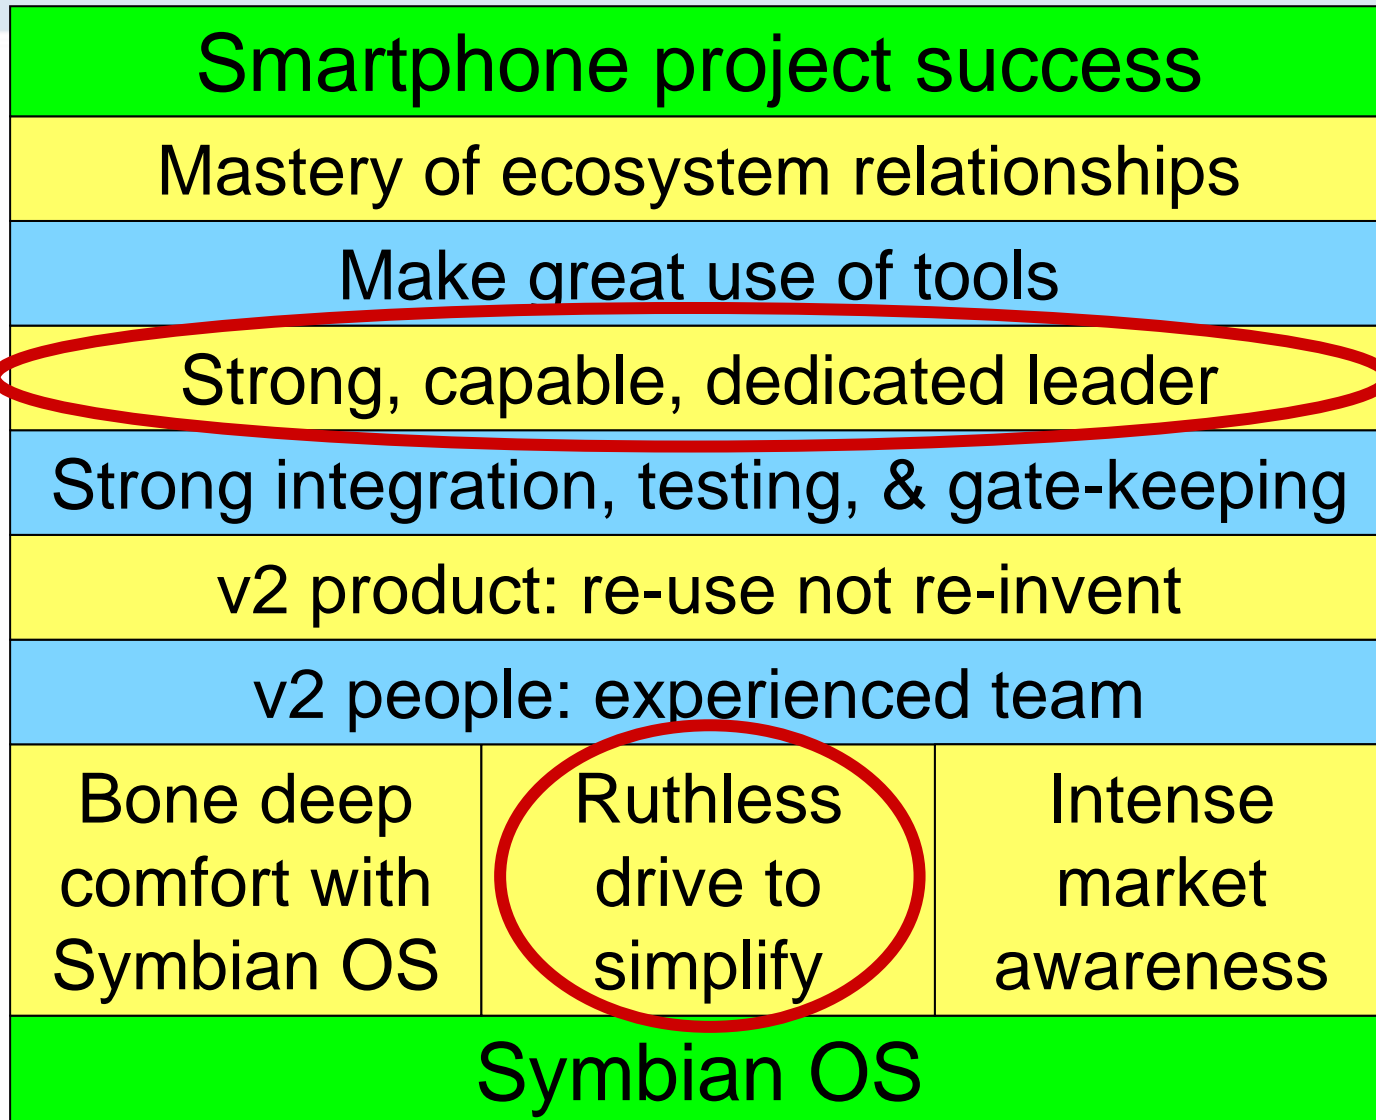 Smartphone project success
Mastery of ecosystem relationships
Make great use of tools
Strong, capable, dedicated leader
Strong integration, testing, & gate-keeping
v2 product: re-use not re-invent
v2 people: experienced team
Bone deep
comfort with
Symbian OS
Ruthless
drive to
simplify
Intense
market
awareness
Symbian OS